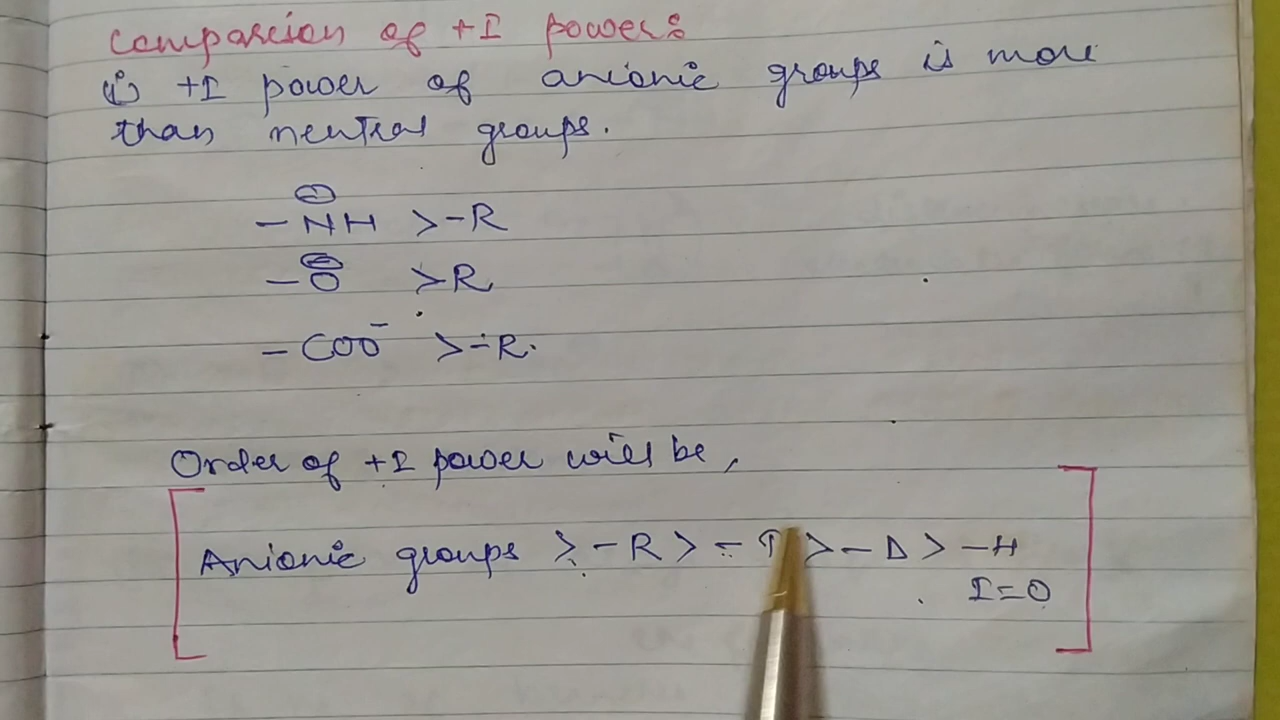 Comparsion of +I power:
(i) +I power of anionic groups is more
than neutral groups.
⊖
-NH > -R
⊖
-O > R
-COO⁻ > -R.
Order of +I power will be,
Anionic groups > -R > -T > -D > -H
I=0